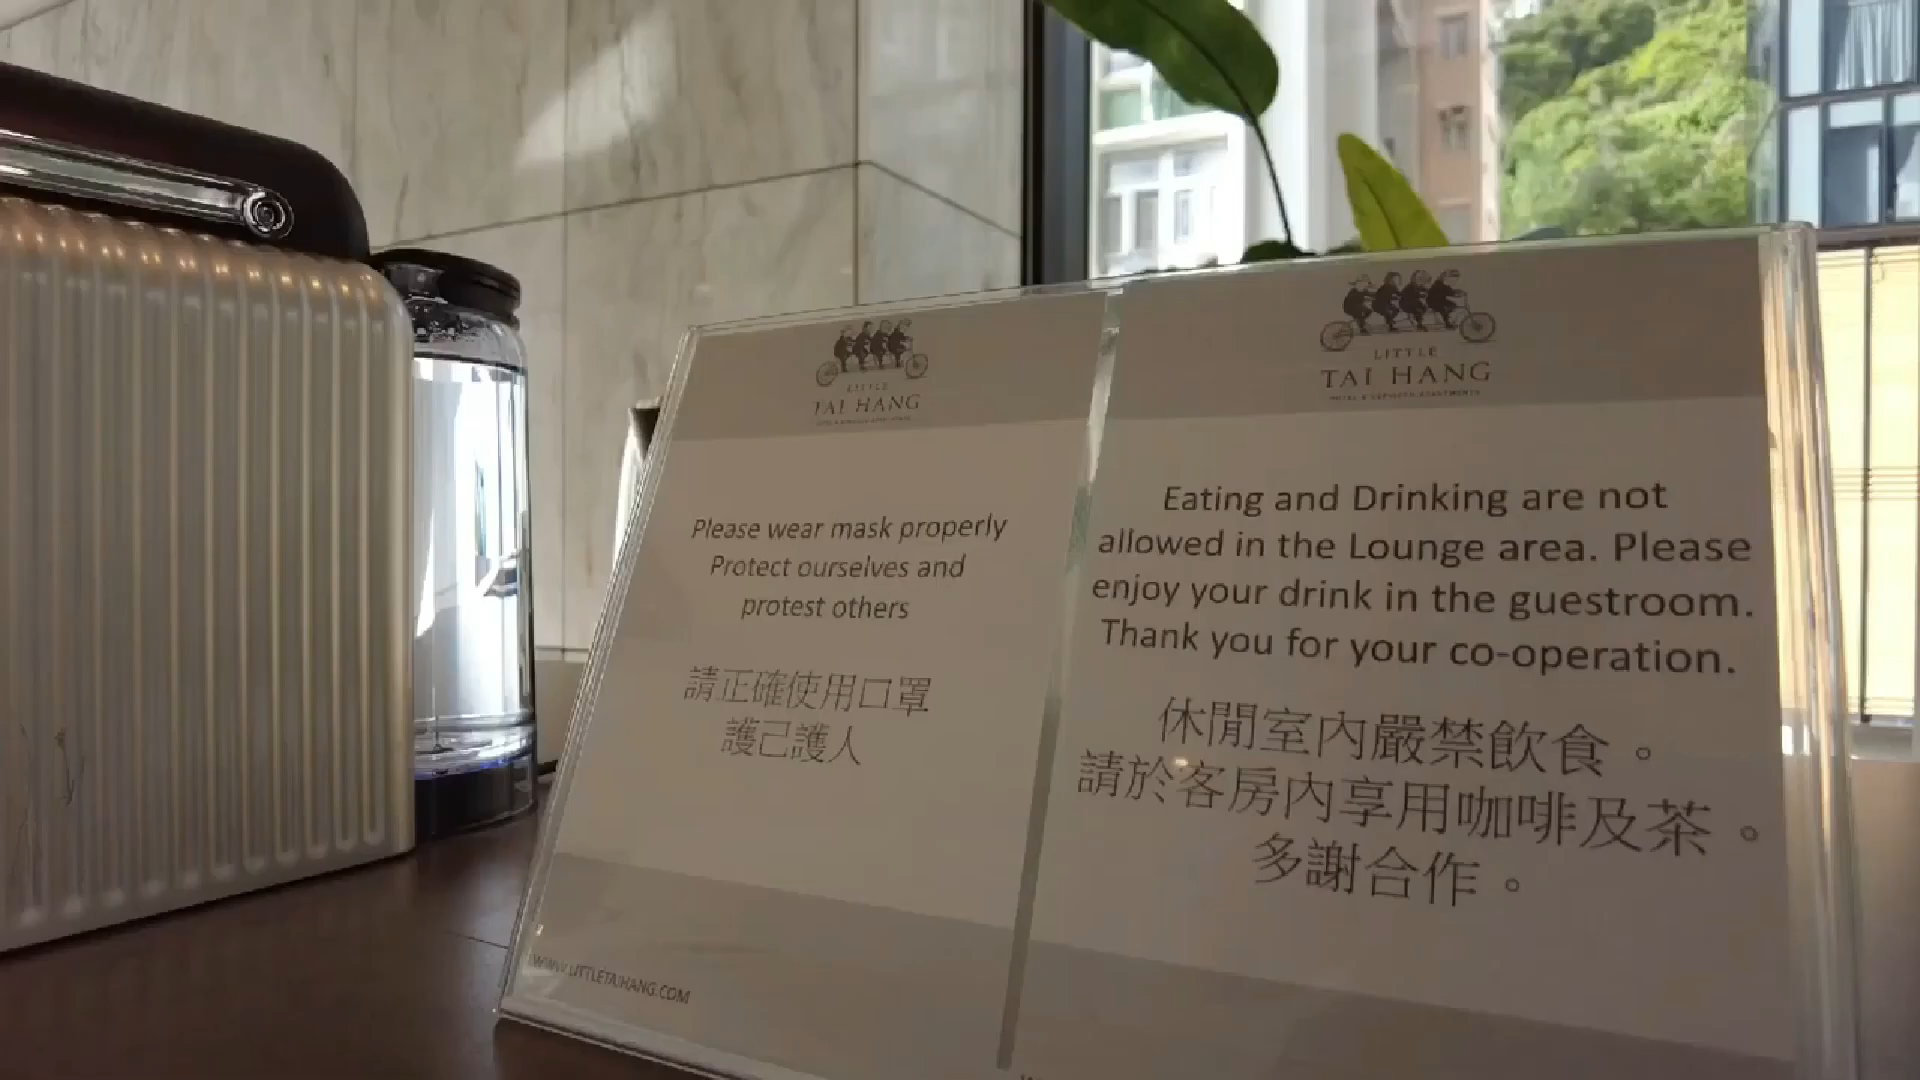 LITTLE
TAI HANG
Please wear mask properly
Protect ourselves and
protest others
請正確使用口罩
護己護人
WWW.LITTLETAIHANG.COM
LITTLE
TAI HANG
HOTEL & SERVICED APARTMENTS
Eating and Drinking are not
allowed in the Lounge area. Please
enjoy your drink in the guestroom.
Thank you for your co-operation.
休閒室內嚴禁飲食。
請於客房內享用咖啡及茶。
多謝合作。